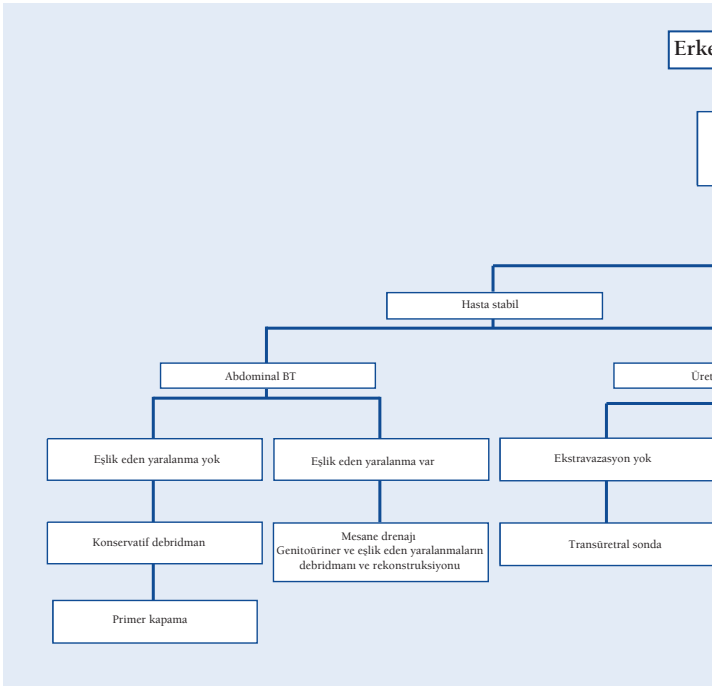 Erke
Hasta stabil
Abdominal BT
Üret
Eşlik eden yaralanma yok
Eşlik eden yaralanma var
Ekstravazasyon yok
Konservatif debridman
Mesane drenajı
Genitoüriner ve eşlik eden yaralanmaların
debridmanı ve rekonstruksiyonu
Transüretral sonda
Primer kapama